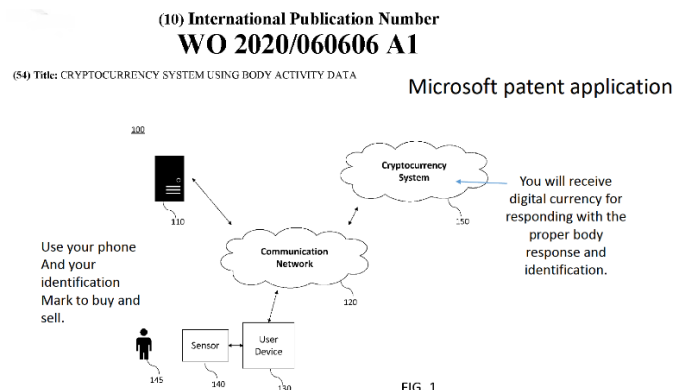 (10) International Publication Number
WO 2020/060606 A1
(54) Title: CRYPTOCURRENCY SYSTEM USING BODY ACTIVITY DATA
Microsoft patent application
100
110
Cryptocurrency
System
150
You will receive
digital currency for
responding with the
proper body
response and
identification.
Communication
Network
120
Use your phone
And your
identification
Mark to buy and
sell.
145
Sensor
140
User
Device
130
FIG. 1